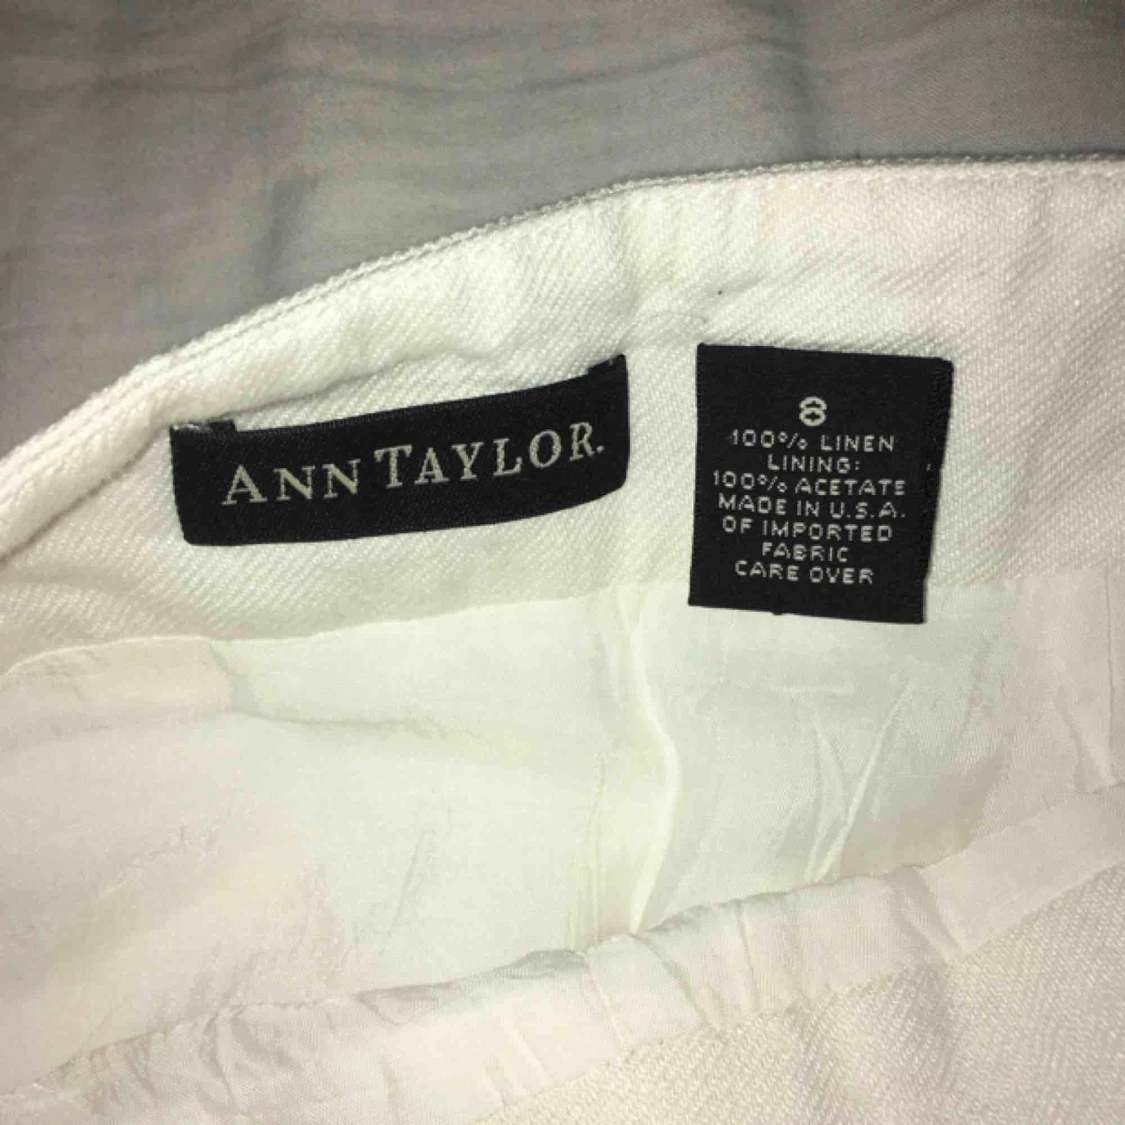 ANN TAYLOR.
8
100% LINEN
LINING:
100% ACETATE
MADE IN U.S.A.
OF IMPORTED
FABRIC
CARE OVER